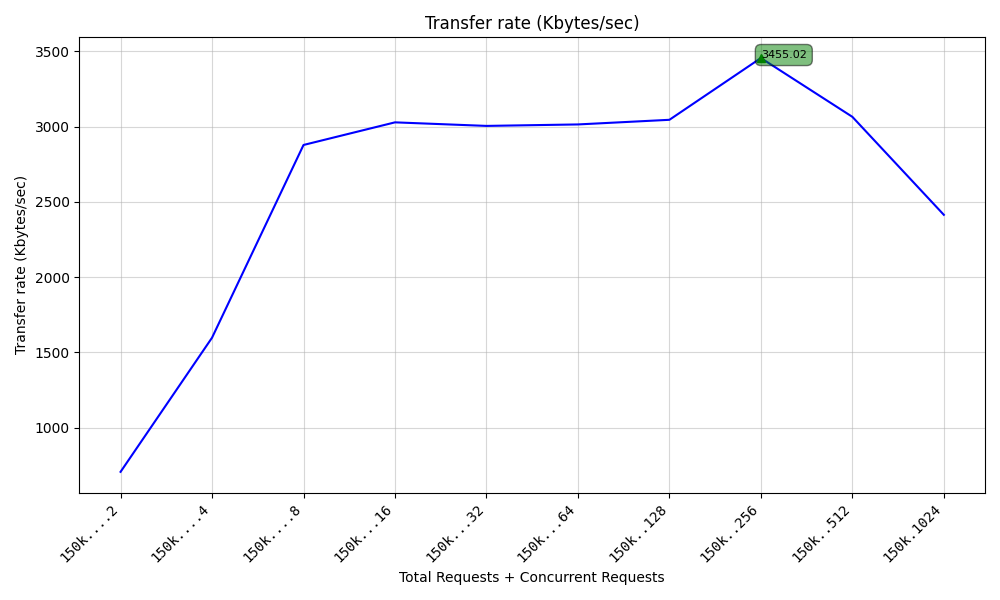 Transfer rate (Kbytes/sec)
3500
3000
2500
2000
1500
1000
Transfer rate (Kbytes/sec)
3455.02
150k....2
150k....4
150k....8
150k...16
150k...32
150k...64
150k..128
150k..256
150k..512
150k.1024
Total Requests + Concurrent Requests